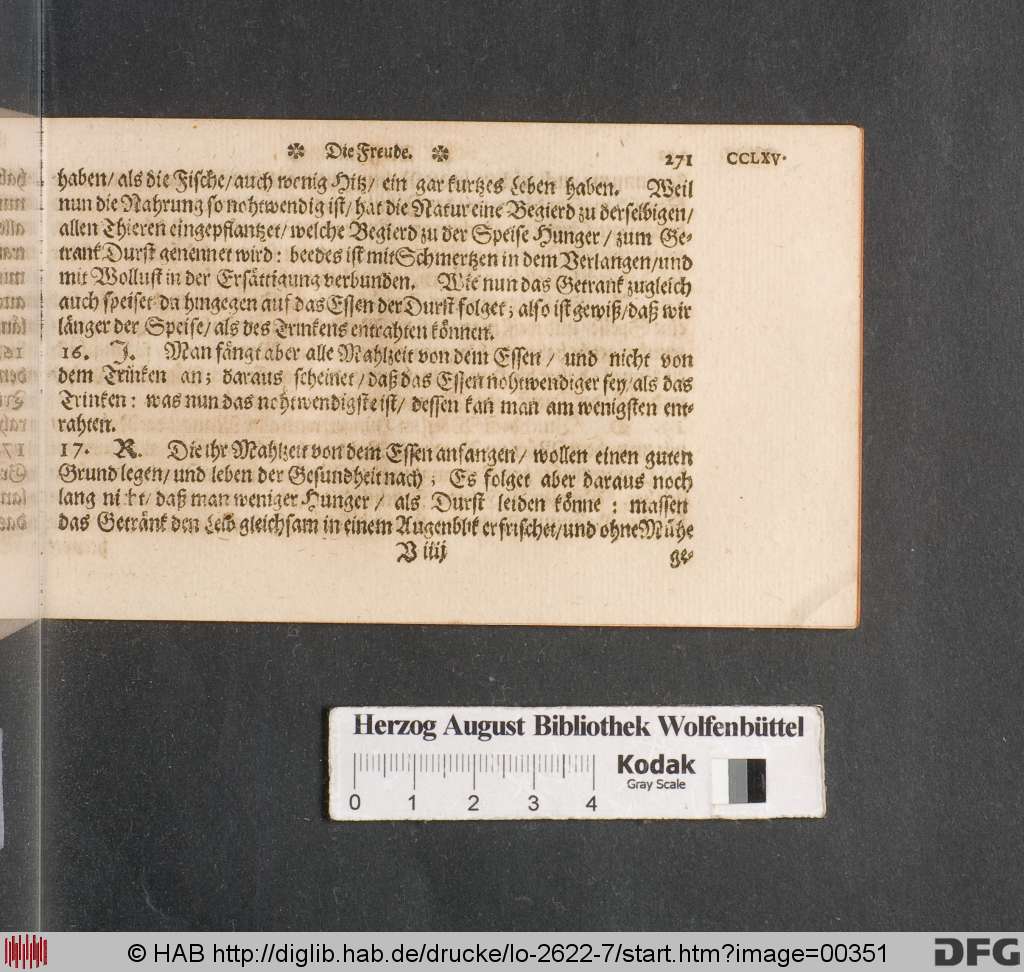 ✲ Die Freude. ✲ 271 CCLXV.
haben/ als die Fische/ auch wenig Hitz/ ein gar kurtzes Leben haben. Weil
nun die Nahrung so nohtwendig ist/ hat die Natur eine Begierd zu derselbigen/
allen Thieren eingepflantzet/ welche Begierd zu der Speise Hunger/ zum Ge-
trank Durst genennet wird: beedes ist mit Schmertzen in dem Verlangen/ und
mit Wollust in der Ersättigung verbunden. Wie nun das Getrank zugleich
auch speiset da hingegen auf das Essen der Durst folget; also ist gewiß/ daß wir
länger der Speise/ als des Trinkens entrahten können.
16. J. Man fängt aber alle Mahlzeit von dem Essen/ und nicht von
dem Trinken an; daraus scheinet/ daß das Essen nohtwendiger sey/ als das
Trinken: was nun das nohtwendigste ist/ dessen kan man am wenigsten ent-
rahten.
17. R. Die ihr Mahlzeit von dem Essen anfangen/ wollen einen guten
Grund legen/ und leben der Gesundheit nach; Es folget aber daraus noch
lang nicht/ daß man weniger Hunger/ als Durst leiden könne: massen
das Getränk den Leib gleichsam in einem Augenblik erfrischet/ und ohne Mühe
V iiij ge-
Herzog August Bibliothek Wolfenbüttel
Kodak
Gray Scale
0 1 2 3 4
© HAB http://diglib.hab.de/drucke/lo-2622-7/start.htm?image=00351
DFG